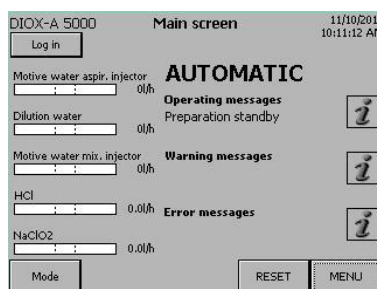 DIOX-A 5000 Main screen 11/10/201
10:11:12 AM
Log in
Motive water aspir. injector
0l/h
AUTOMATIC
Operating messages
Preparation standby
Dilution water
0l/h
Motive water mix. injector
0l/h
Warning messages
HCl
0.0l/h
Error messages
NaClO2
0.0l/h
Mode RESET MENU